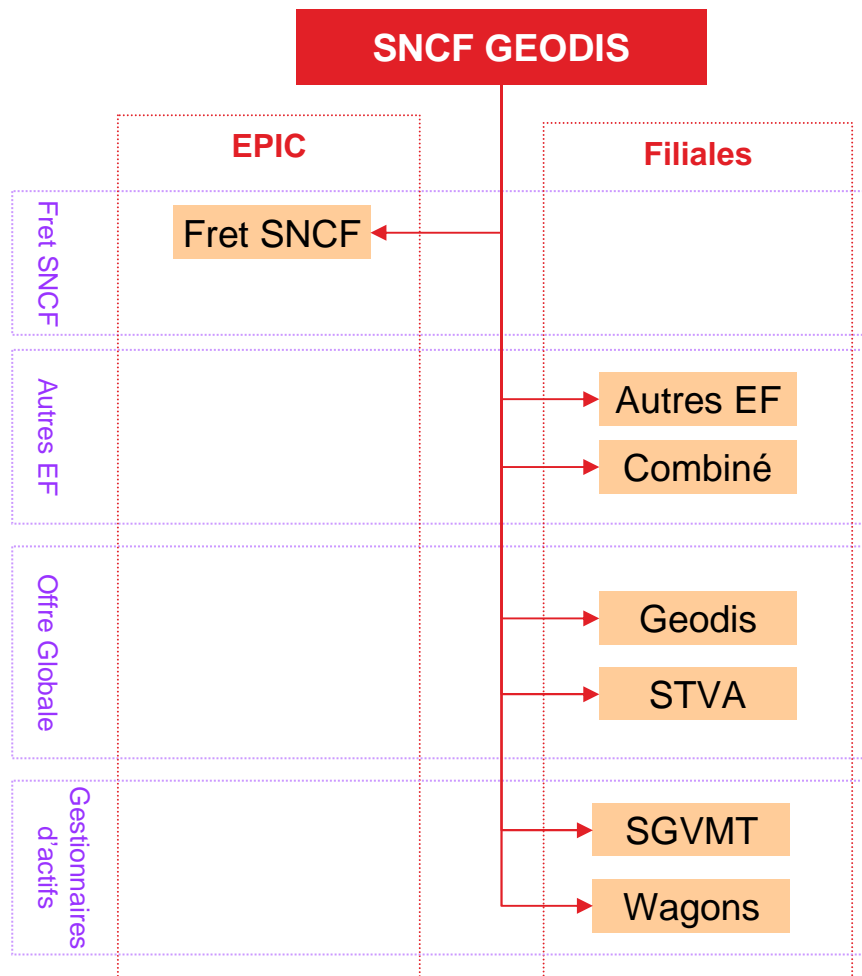 SNCF GEODIS
EPIC
Filiales
Fret SNCF
Fret SNCF
Autres EF
Autres EF
Combiné
Offre Globale
Geodis
STVA
Gestionnaires
d’actifs
SGVMT
Wagons